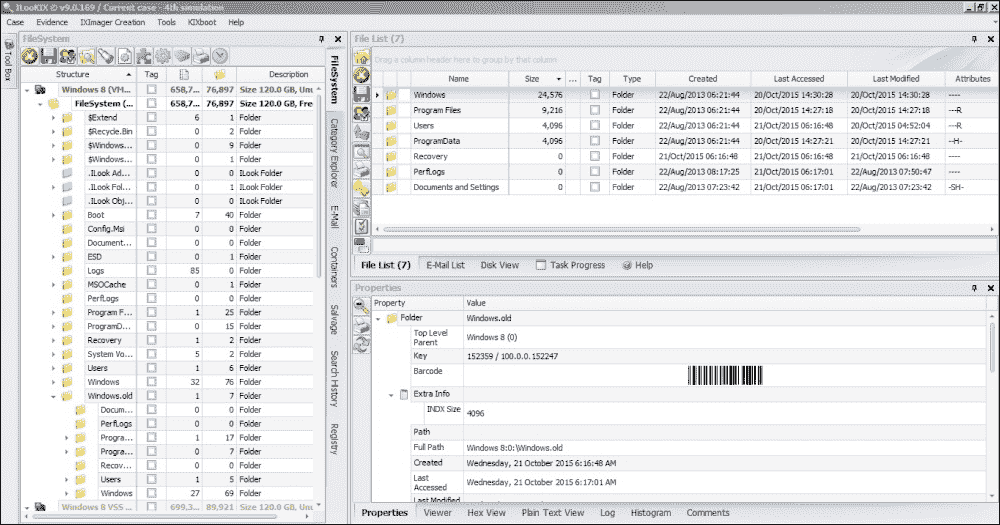 ILooKIX © v9.0.169 / Current case - 4th simulation
Case Evidence IXImager Creation Tools KIXboot Help
Tool Box
FileSystem
Structure Tag Description
Windows 8 (VM... 658,7... 76,897 Size 120.0 GB, Un
FileSystem (... 658,7... 76,897 Size 120.0 GB, Fre
$Extend 6 1 Folder
$Recycle.Bin 0 2 Folder
$Windows... 0 9 Folder
$Windows... 0 1 Folder
.ILook Ad... 0 0 ILook Folder
.ILook Fol... 0 1 ILook Folder
.ILook Obj... 0 0 ILook Folder
Boot 7 40 Folder
Config.Msi 0 0 Folder
Document... 0 0 Folder
ESD 0 1 Folder
Logs 85 0 Folder
MSOCache 0 1 Folder
PerfLogs 0 0 Folder
Program F... 1 25 Folder
ProgramD... 0 15 Folder
Recovery 1 2 Folder
System Vo... 5 2 Folder
Users 1 6 Folder
Windows 32 76 Folder
Windows.old 1 7 Folder
Docum... 0 0 Folder
PerfLogs 0 0 Folder
Progra... 1 17 Folder
Progra... 0 7 Folder
Recov... 0 0 Folder
Users 1 5 Folder
Windows 27 69 Folder
Windows 8 VSS ... 699,3... 89,921 Size 120.0 GB, Un
FileSystem
Category Explorer
E-Mail
Containers
Salvage
Search History
Registry
File List (7)
Drag a column header here to group by that column
Name Size ... Tag Type Created Last Accessed Last Modified Attributes
Windows 24,576 Folder 22/Aug/2013 06:21:44 20/Oct/2015 14:30:28 20/Oct/2015 14:30:28 ----
Program Files 9,216 Folder 22/Aug/2013 06:21:44 20/Oct/2015 14:27:18 20/Oct/2015 14:27:18 ---R
Users 4,096 Folder 22/Aug/2013 06:21:44 21/Oct/2015 06:16:48 20/Oct/2015 04:52:04 ---R
ProgramData 4,096 Folder 22/Aug/2013 06:21:44 20/Oct/2015 14:27:21 20/Oct/2015 14:27:21 --H-
Recovery 0 Folder 21/Oct/2015 06:16:48 21/Oct/2015 06:16:48 21/Oct/2015 06:16:48 ----
PerfLogs 0 Folder 22/Aug/2013 08:17:25 21/Oct/2015 06:17:01 22/Aug/2013 07:50:47 ----
Documents and Settings 0 Folder 22/Aug/2013 07:23:42 21/Oct/2015 06:17:01 22/Aug/2013 07:23:42 -SH-
File List (7) E-Mail List Disk View Task Progress Help
Properties
Property Value
Folder Windows.old
Top Level Parent Windows 8 (0)
Key 152359 / 100.0.0.152247
Barcode
Extra Info
INDX Size 4096
Path
Full Path Windows 8:0:\Windows.old
Created Wednesday, 21 October 2015 6:16:48 AM
Last Accessed Wednesday, 21 October 2015 6:17:01 AM
Last Modified
Properties Viewer Hex View Plain Text View Log Histogram Comments